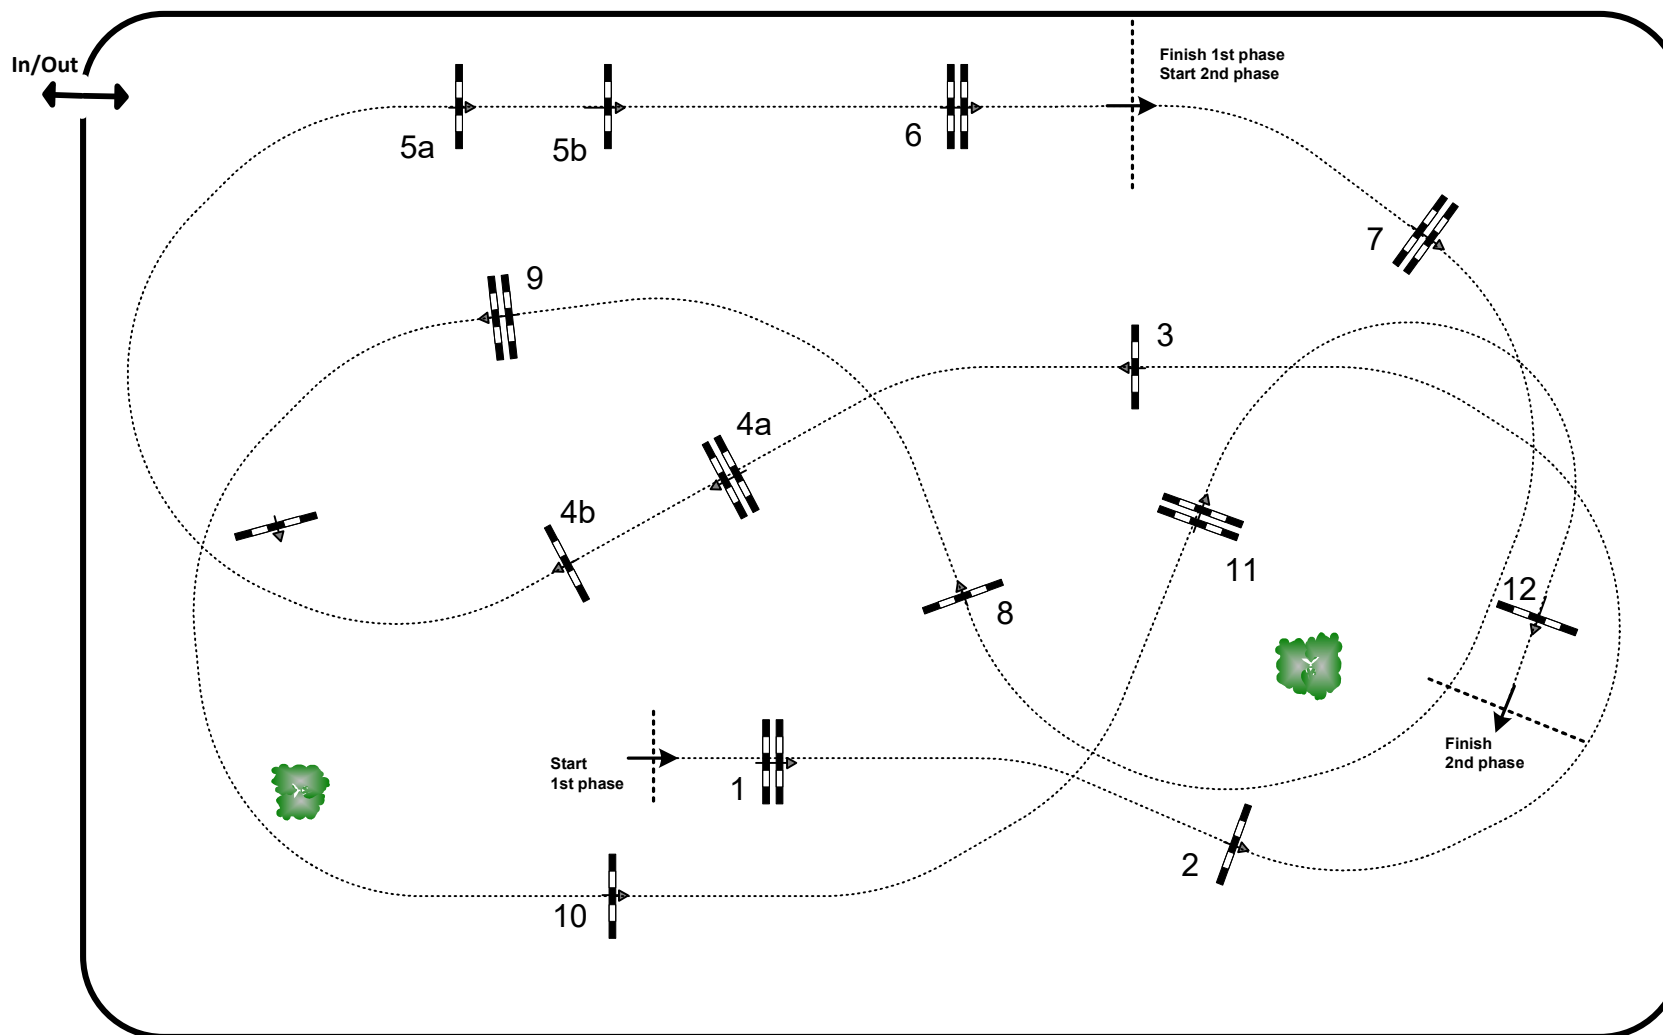 In/Out
Finish 1st phase
Start 2nd phase
5a
5b
6
7
9
3
4a
4b
11
12
8
Start
1st phase
1
Finish
2nd phase
2
10